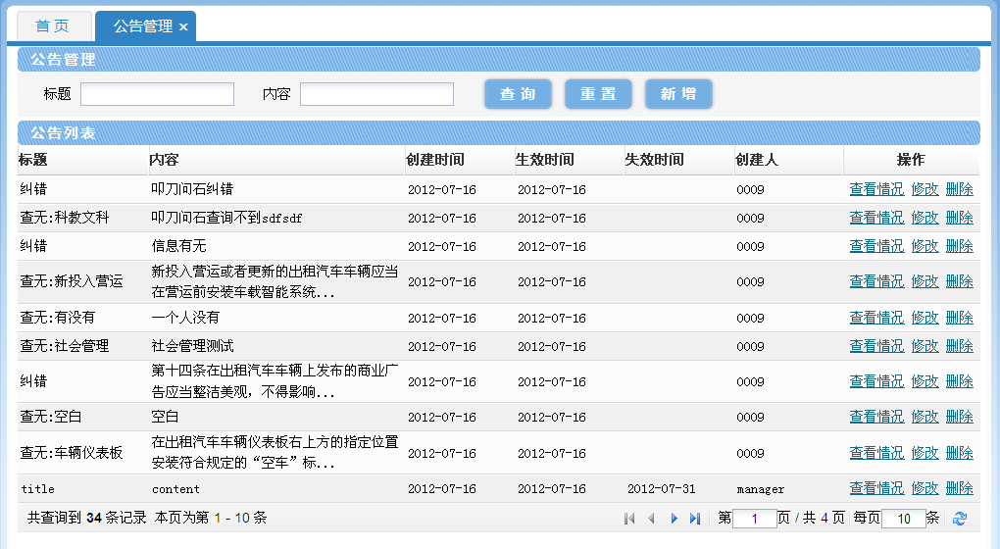 首 页 公告管理 ×
公告管理
标题 内容 查 询 重 置 新 增
公告列表
标题 内容 创建时间 生效时间 失效时间 创建人 操作
纠错 叩刀问石纠错 2012-07-16 2012-07-16 0009 查看情况 修改 删除
查无:科教文科 叩刀问石查询不到sdfsdf 2012-07-16 2012-07-16 0009 查看情况 修改 删除
纠错 信息有无 2012-07-16 2012-07-16 0009 查看情况 修改 删除
查无:新投入营运 新投入营运或者更新的出租汽车车辆应当
在营运前安装车载智能系统... 2012-07-16 2012-07-16 0009 查看情况 修改 删除
查无:有没有 一个人没有 2012-07-16 2012-07-16 0009 查看情况 修改 删除
查无:社会管理 社会管理测试 2012-07-16 2012-07-16 0009 查看情况 修改 删除
纠错 第十四条在出租汽车车辆上发布的商业广
告应当整洁美观，不得影响... 2012-07-16 2012-07-16 0009 查看情况 修改 删除
查无:空白 空白 2012-07-16 2012-07-16 0009 查看情况 修改 删除
查无:车辆仪表板 在出租汽车车辆仪表板右上方的指定位置
安装符合规定的“空车”标... 2012-07-16 2012-07-16 0009 查看情况 修改 删除
title content 2012-07-16 2012-07-16 2012-07-31 manager 查看情况 修改 删除
共查询到 34 条记录 本页为第 1 - 10 条 第 1 页 / 共 4 页 每页 10 条